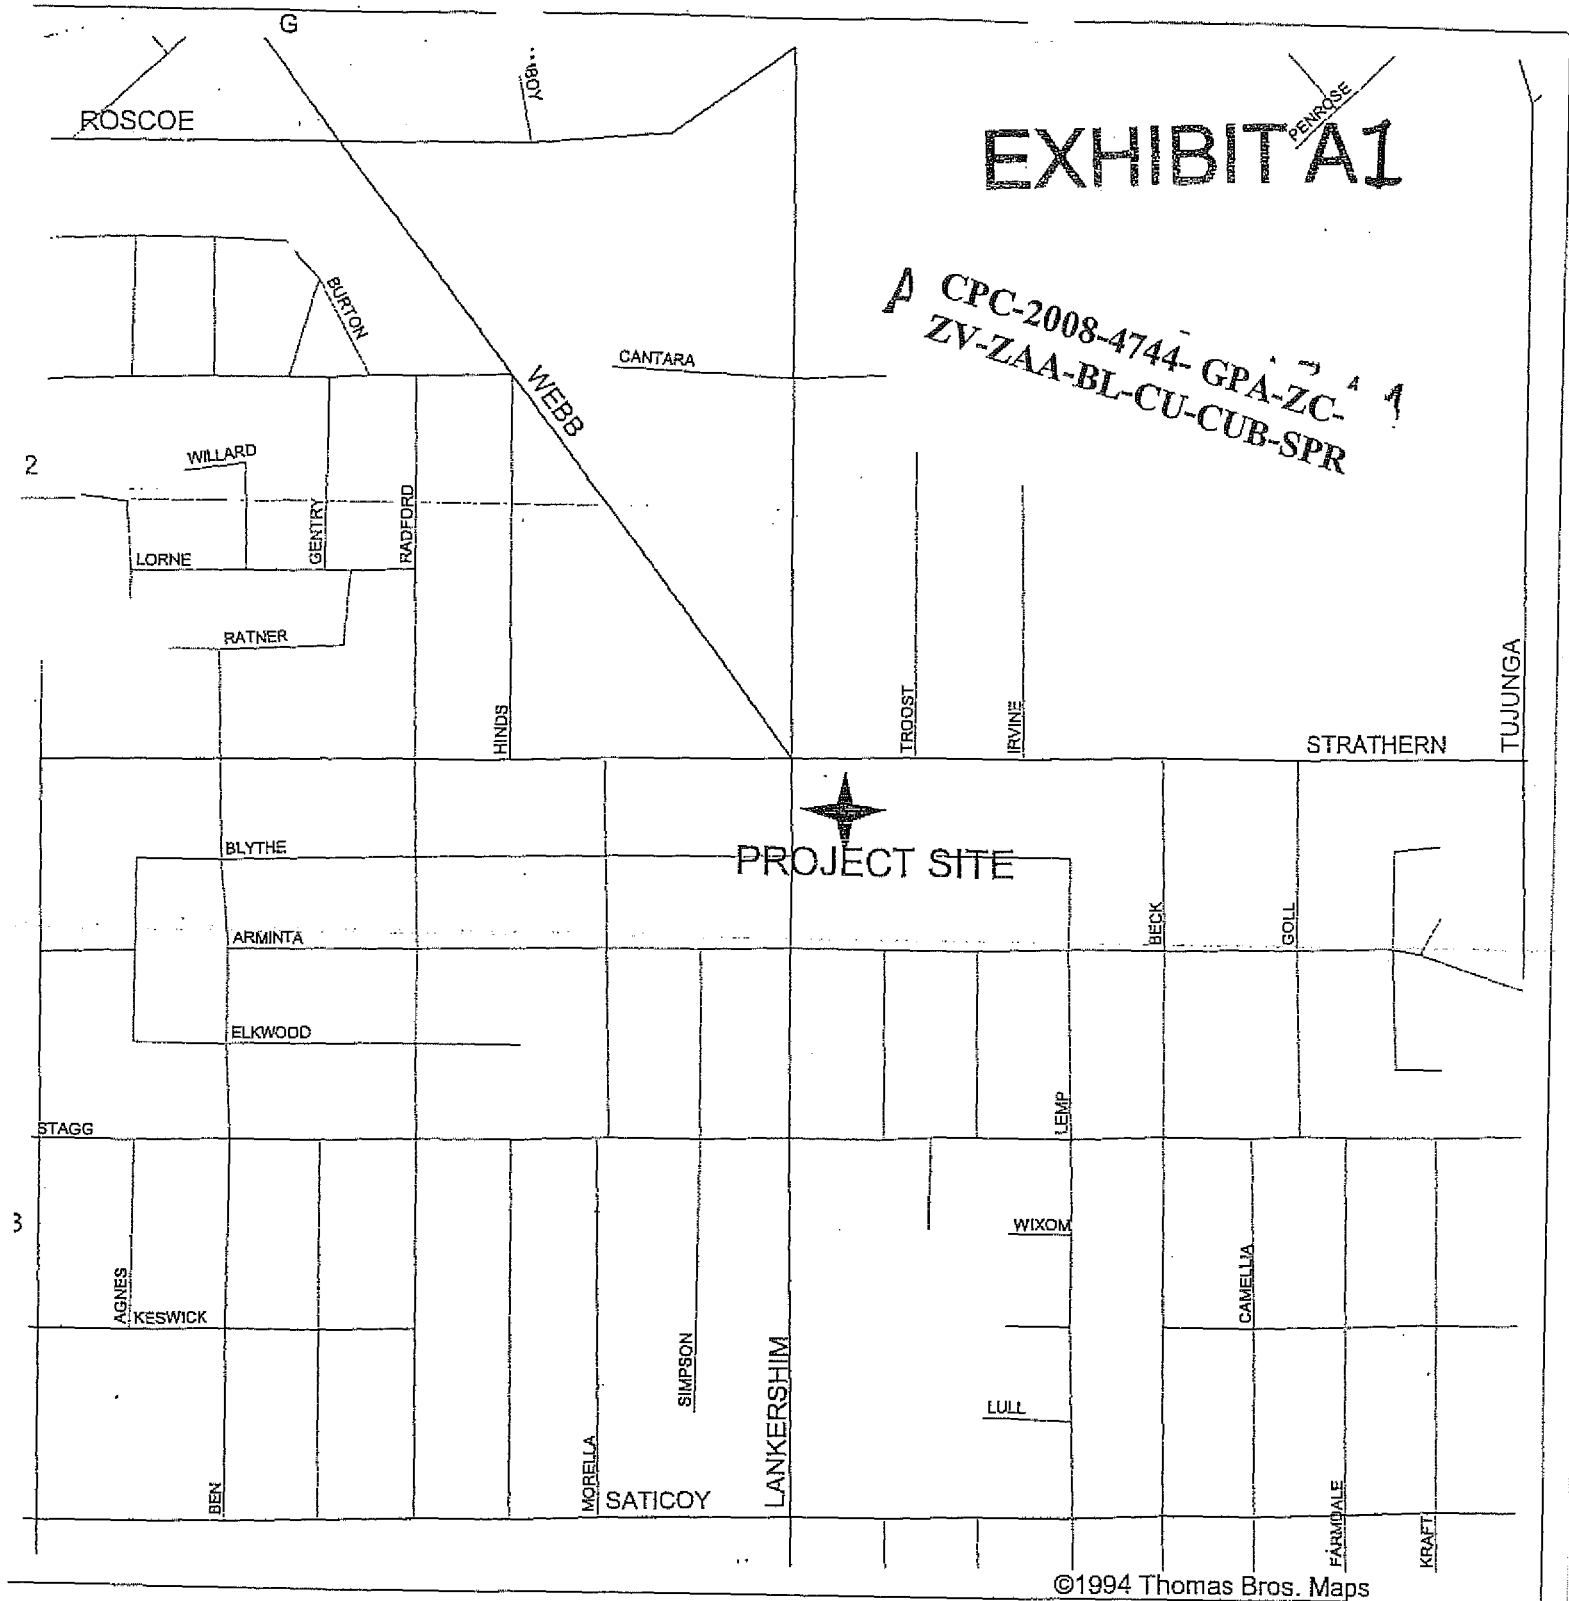 G
ROSCOE
PENROSE
EXHIBIT A1
BURTON
CPC-2008-4744- GPA-ZC-
ZV-ZAA-BL-CU-CUB-SPR
CANTARA
WEBB
2
WILLARD
GENTRY
RADFORD
LORNE
RATNER
HINDS
TROOST
IRVINE
STRATHERN
TUJUNGA
BLYTHE
PROJECT SITE
ARMINTA
BECK
GOLL
ELKWOOD
STAGG
LEMP
3
WIXOM
AGNES
KESWICK
CAMELLIA
SIMPSON
LANKERSHIM
LULL
BEN
MORELLA
SATICOY
FARMDALE
KRAFT
©1994 Thomas Bros. Maps